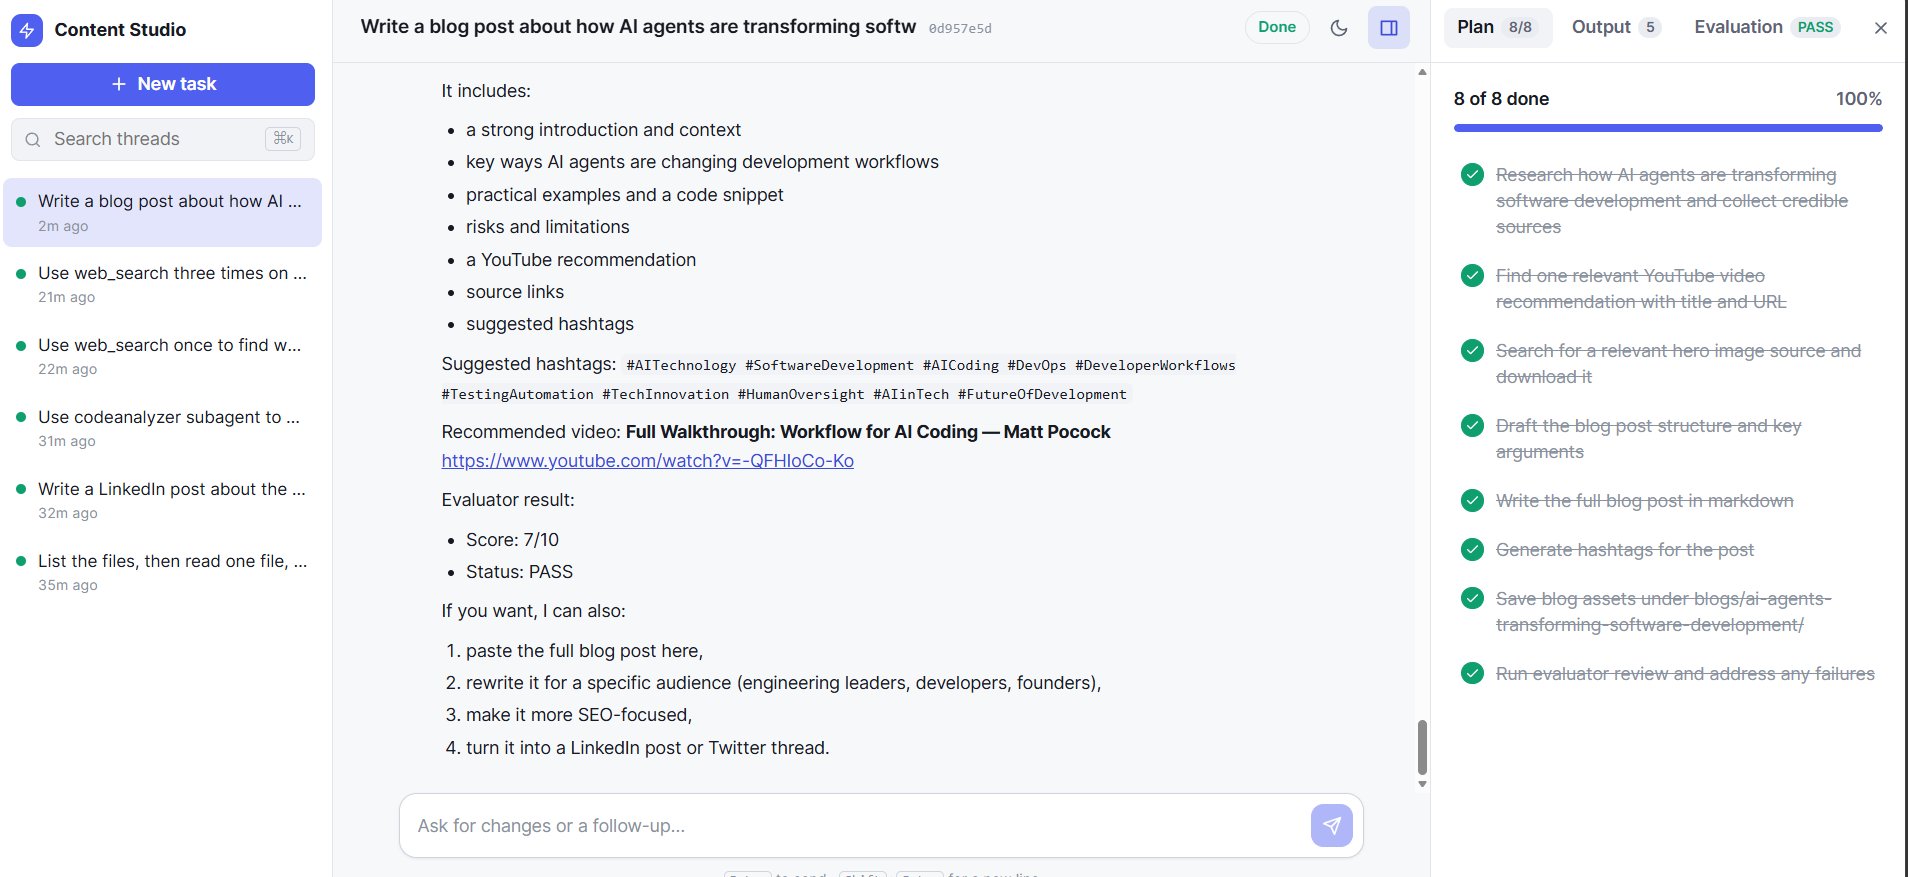 Content Studio
+ New task
Search threads
⌘K
Write a blog post about how AI ...
2m ago
Use web_search three times on ...
21m ago
Use web_search once to find w...
22m ago
Use codeanalyzer subagent to ...
31m ago
Write a LinkedIn post about the ...
32m ago
List the files, then read one file, ...
35m ago
Write a blog post about how AI agents are transforming softw 0d957e5d
Done
It includes:
• a strong introduction and context
• key ways AI agents are changing development workflows
• practical examples and a code snippet
• risks and limitations
• a YouTube recommendation
• source links
• suggested hashtags
Suggested hashtags: #AITechnology #SoftwareDevelopment #AICoding #DevOps #DeveloperWorkflows
#TestingAutomation #TechInnovation #HumanOversight #AIinTech #FutureOfDevelopment
Recommended video: Full Walkthrough: Workflow for AI Coding — Matt Pocock
https://www.youtube.com/watch?v=-QFHIoCo-Ko
Evaluator result:
• Score: 7/10
• Status: PASS
If you want, I can also:
1. paste the full blog post here,
2. rewrite it for a specific audience (engineering leaders, developers, founders),
3. make it more SEO-focused,
4. turn it into a LinkedIn post or Twitter thread.
Ask for changes or a follow-up...
Plan 8/8
Output 5
Evaluation PASS
8 of 8 done
100%
Research how AI agents are transforming
software development and collect credible
sources
Find one relevant YouTube video
recommendation with title and URL
Search for a relevant hero image source and
download it
Draft the blog post structure and key
arguments
Write the full blog post in markdown
Generate hashtags for the post
Save blog assets under blogs/ai-agents-
transforming-software-development/
Run evaluator review and address any failures